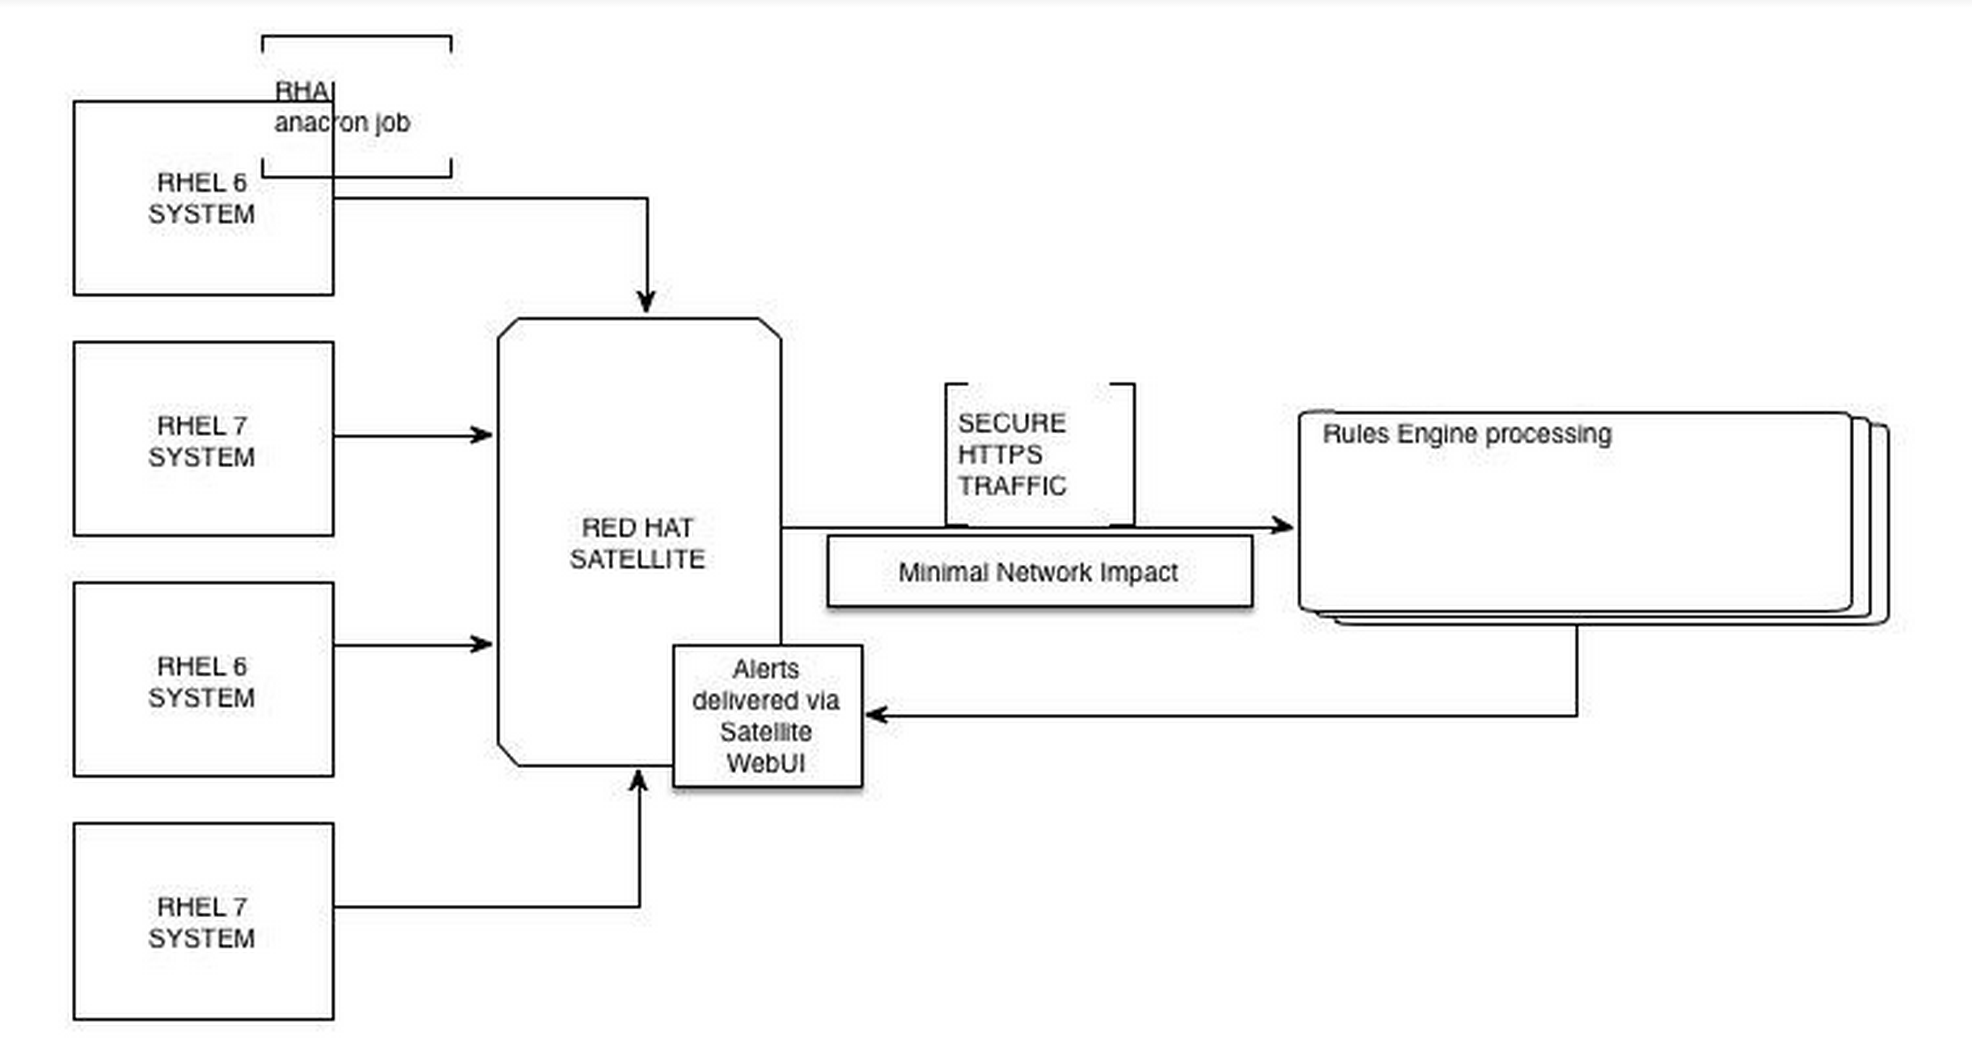 RHAI
anacron job
RHEL 6
SYSTEM
RHEL 7
SYSTEM
RHEL 6
SYSTEM
RHEL 7
SYSTEM
RED HAT
SATELLITE
SECURE
HTTPS
TRAFFIC
Minimal Network Impact
Alerts
delivered via
Satellite
WebUI
Rules Engine processing